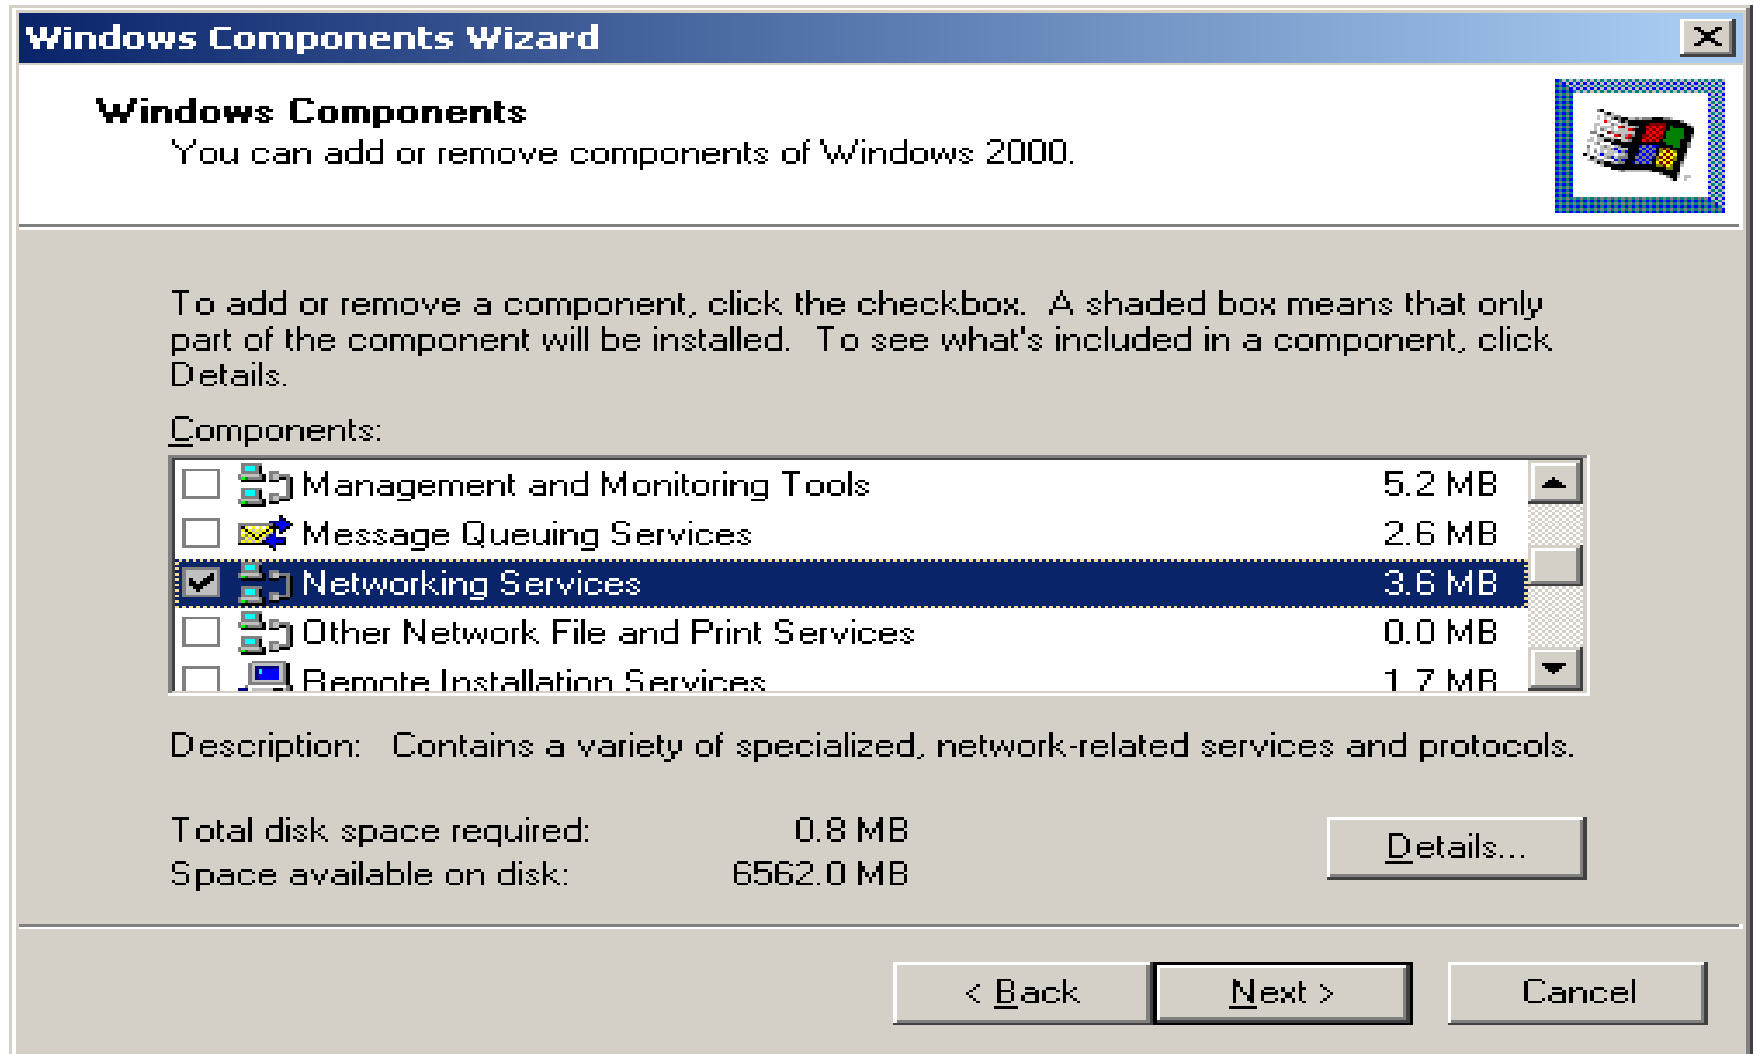 Windows Components Wizard
Windows Components
You can add or remove components of Windows 2000.
To add or remove a component, click the checkbox. A shaded box means that only
part of the component will be installed. To see what's included in a component, click
Details.
Components:
Management and Monitoring Tools 5.2 MB
Message Queuing Services 2.6 MB
Networking Services 3.6 MB
Other Network File and Print Services 0.0 MB
Remote Installation Services 1.7 MB
Description: Contains a variety of specialized, network-related services and protocols.
Total disk space required: 0.8 MB
Space available on disk: 6562.0 MB
Details...
< Back Next > Cancel